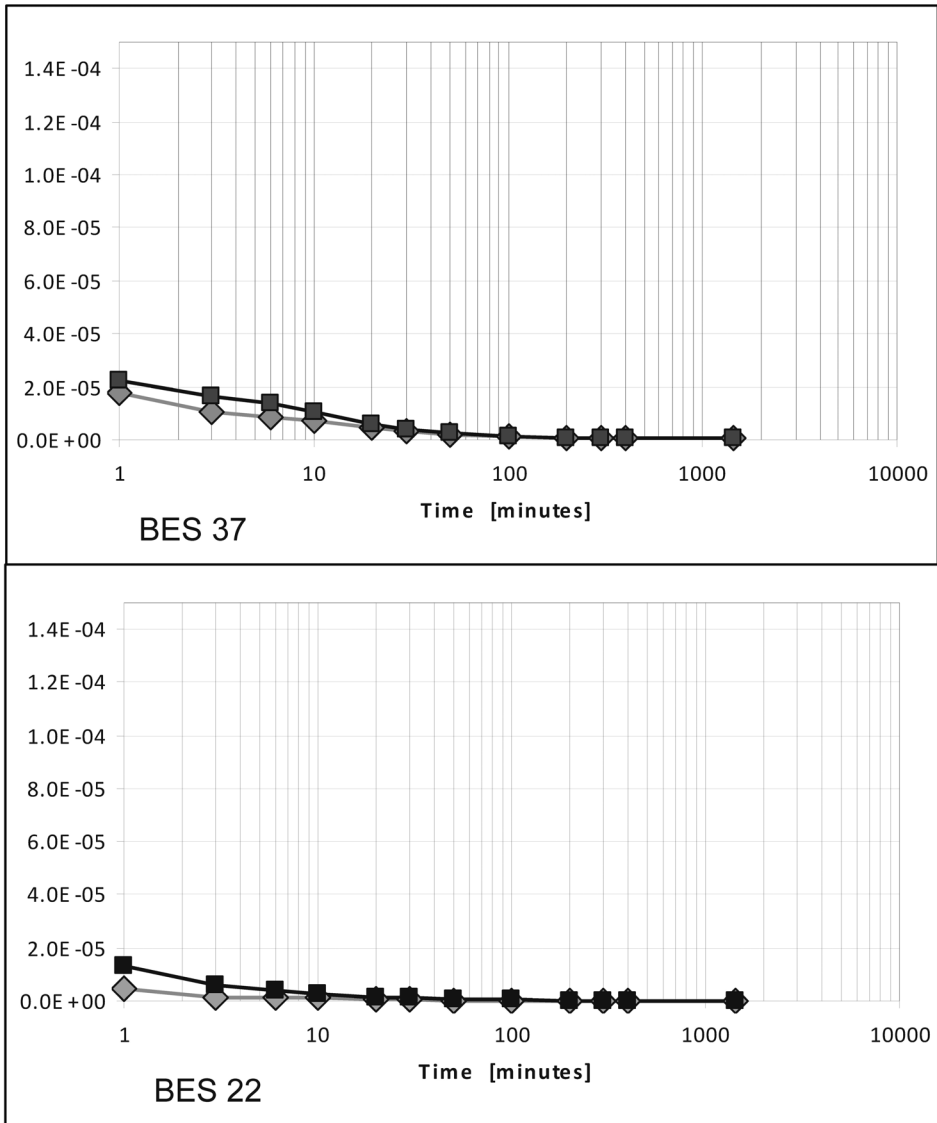 1.4E -04
1.2E -04
1.0E -04
8.0E -05
6.0E -05
4.0E -05
2.0E -05
0.0E + 00
1 10 100 1000 10000
Time [minutes]
BES 37
1.4E -04
1.2E -04
1.0E -04
8.0E -05
6.0E -05
4.0E -05
2.0E -05
0.0E + 00
1 10 100 1000 10000
Time [minutes]
BES 22